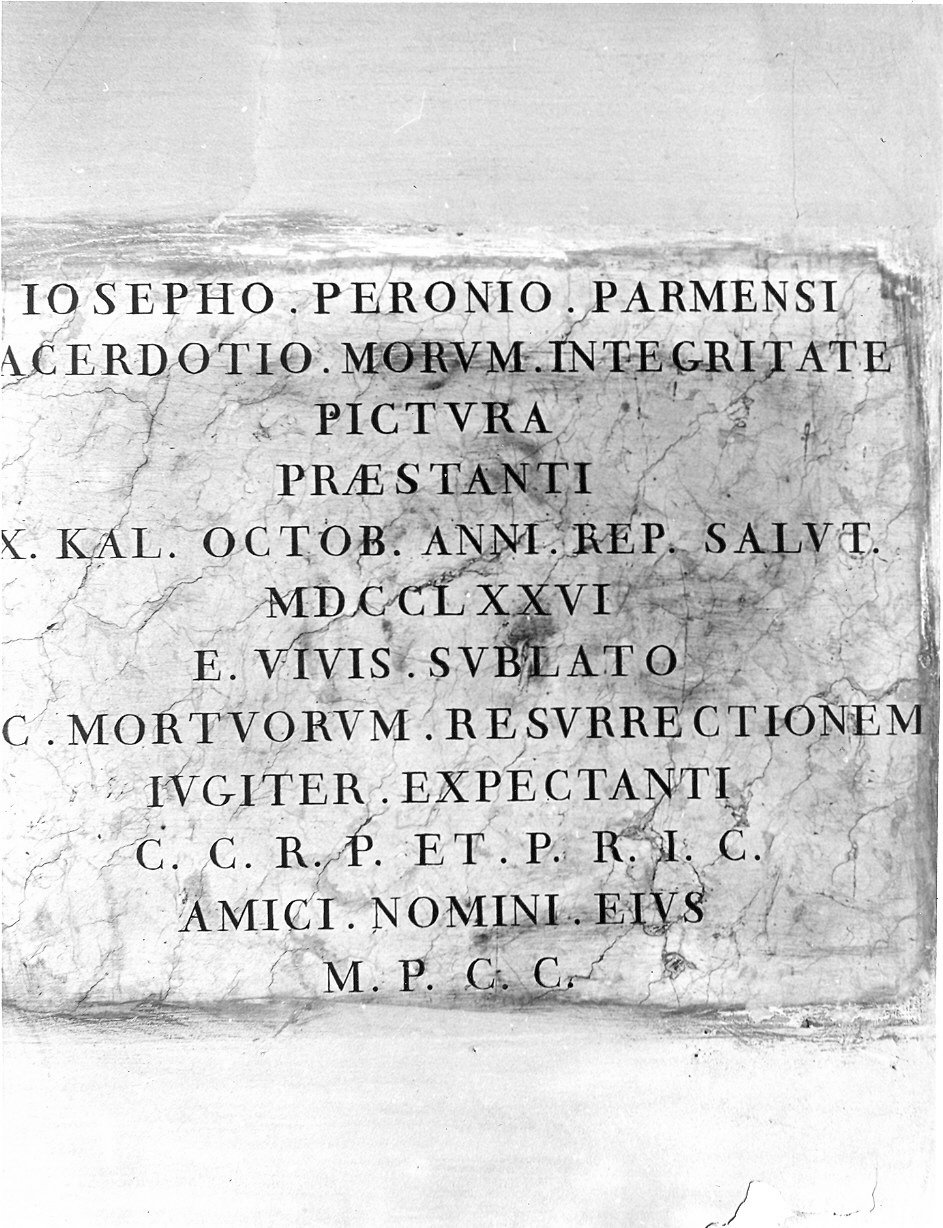 IOSEPHO . PERONIO . PARMENSI
ACERDOTIO . MORVM . INTEGRITATE
PICTVRA
PRÆSTANTI
X. KAL. OCTOB. ANNI . REP. SALVT.
MDCCLXXVI
E. VIVIS . SVBLATO
C . MORTVORVM . RESVRRECTIONEM
IVGITER . EXPECTANTI
C. C. R. P. ET . P. R. I. C.
AMICI . NOMINI . EIVS
M. P. C. C.